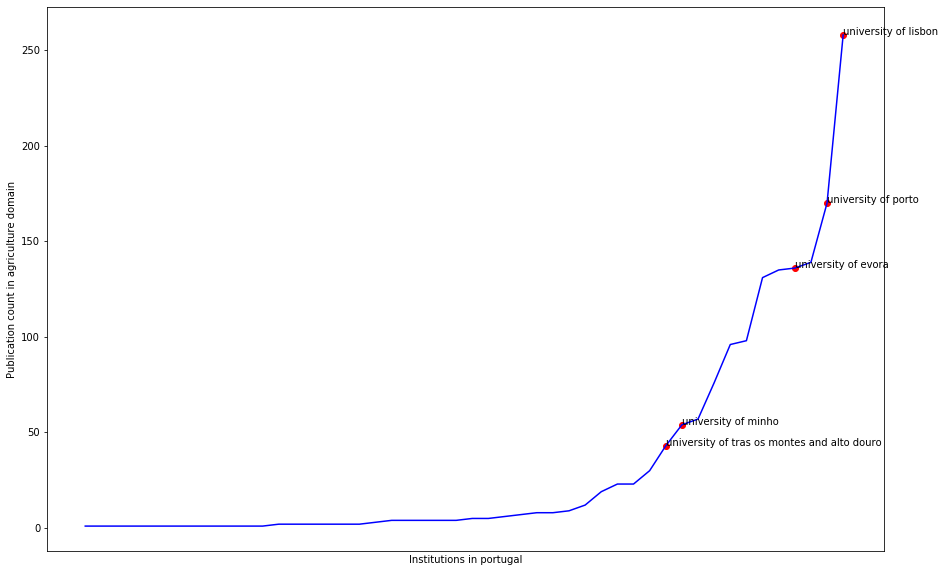 university of lisbon
250
200
university of porto
150
university of evora
100
50
university of minho
university of tras os montes and alto douro
0
Publication count in agriculture domain
Institutions in portugal